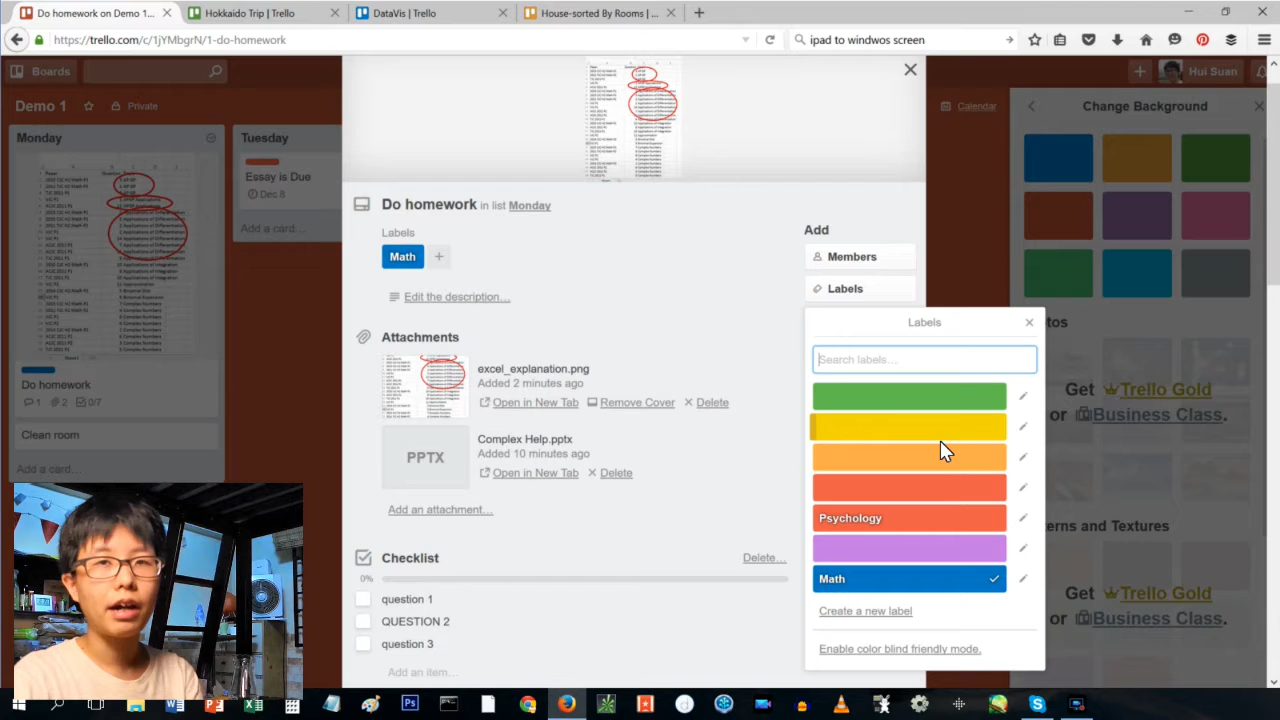 Do homework on Demo 1...
Hokkaido Trip | Trello
DataVis | Trello
House-sorted By Rooms | ...
https://trello.com/c/1jYMbgrN/1-do-homework
ipad to windwos screen
Boards
Hui Suan
Demo 1
Private
Calendar
Change Background
Monday
Tuesday
Essay is Due
Dec 8
Add a card...
Do homework in list Monday
Labels
Math
Edit the description...
Attachments
excel_explanation.png
Added 2 minutes ago
Open in New Tab
Remove Cover
Delete
PPTX
Complex Help.pptx
Added 10 minutes ago
Open in New Tab
Delete
Add an attachment...
Checklist
Delete...
0%
question 1
QUESTION 2
question 3
Add an item...
Do homework
1
2
0/7
Clean room
Add a card...
Add
Members
Labels
Labels
Search labels...
Psychology
Math
Create a new label
Enable color blind friendly mode.
otos
Get Trello Gold
or Business Class.
erns and Textures
Get Trello Gold
or Business Class.